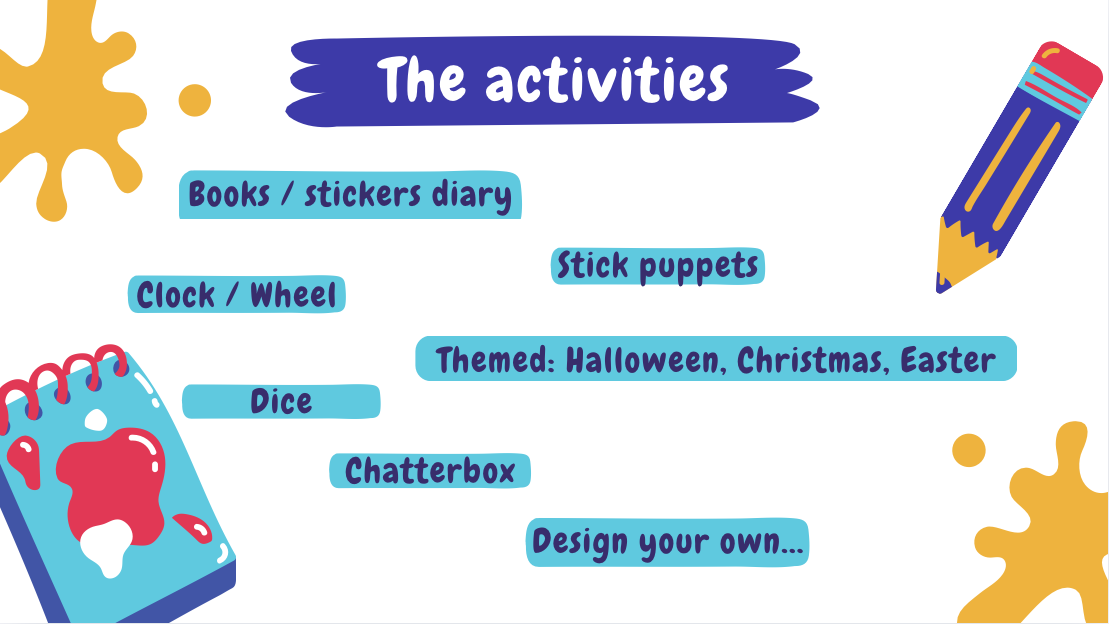 The activities
Books / stickers diary
Stick puppets
Clock / Wheel
Themed: Halloween, Christmas, Easter
Dice
Chatterbox
Design your own...